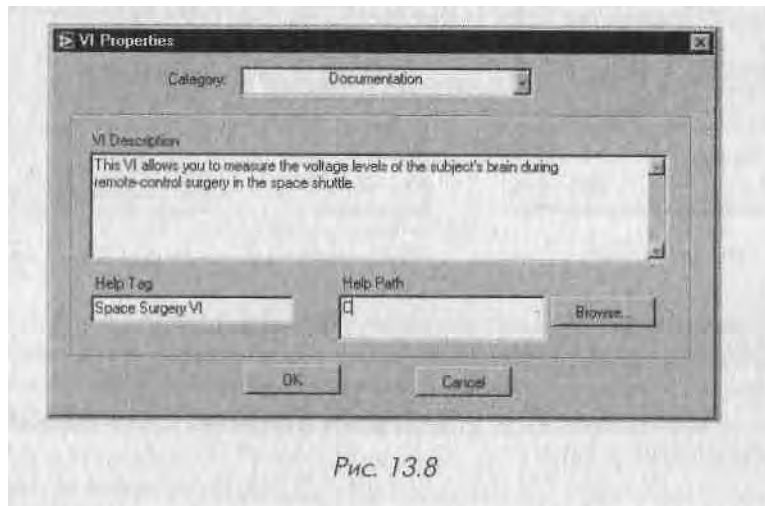 VI Properties
Category: Documentation
VI Description
This VI allows you to measure the voltage levels of the subject's brain during
remote-control surgery in the space shuttle.
Help Tag Help Path
Space Surgery VI C
Browse...
OK Cancel
Рис. 13.8